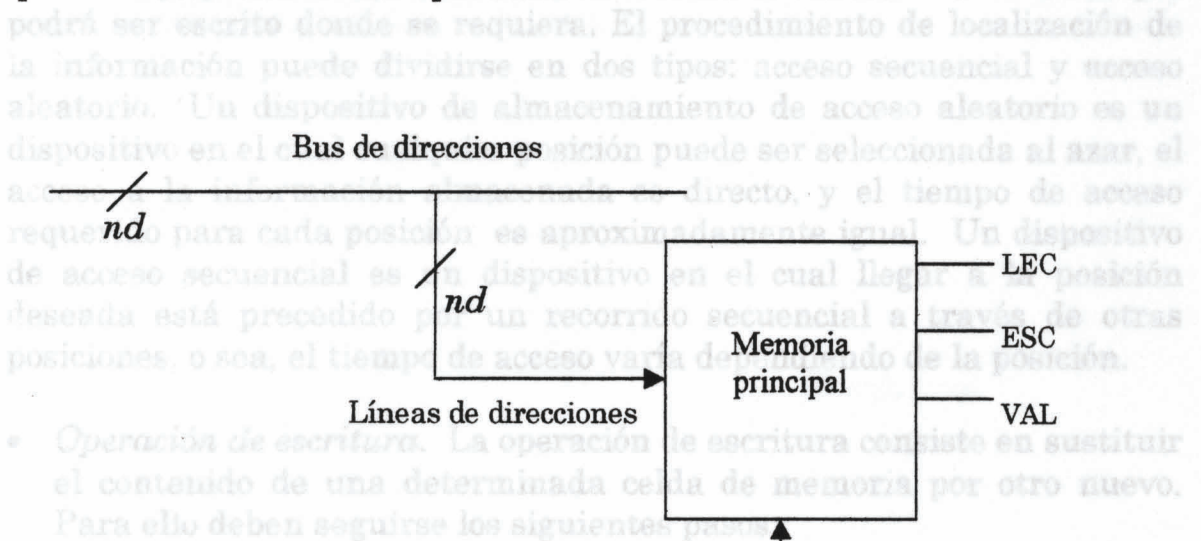 podrá ser escrito donde se requiera. El procedimiento de localización de
la información puede dividirse en dos tipos: acceso secuencial y acceso
aleatorio. Un dispositivo de almacenamiento de acceso aleatorio es un
dispositivo en el cual posición puede ser seleccionada al azar, el
Bus de direcciones
acceso a la información almacenada es directo, y el tiempo de acceso
nd
requerido para cada posición es aproximadamente igual. Un dispositivo
de acceso secuencial es un dispositivo en el cual llegar a la posición
LEC
nd
deseada está precedido por un recorrido secuencial a través de otras
ESC
posiciones, o sea, el tiempo de acceso varía dependiendo de la posición.
Memoria
principal
Líneas de direcciones
VAL
• Operación de escritura. La operación de escritura consiste en sustituir
el contenido de una determinada celda de memoria por otro nuevo.
Para ello deben seguirse los siguientes pasos